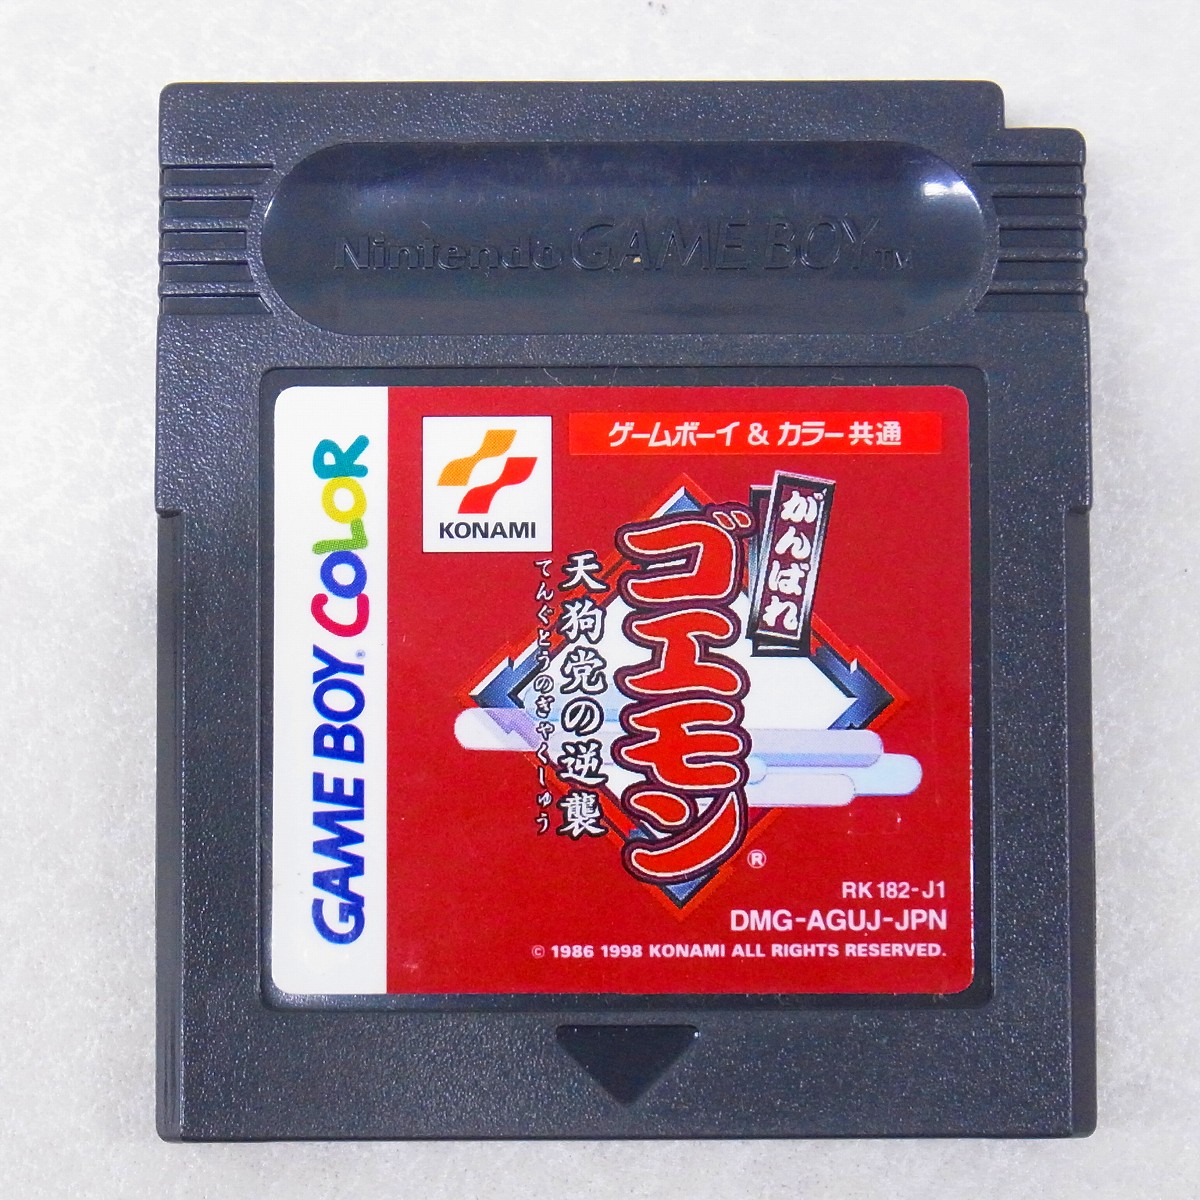 Nintendo GAME BOY TM
GAME BOY® COLOR
KONAMI
ゲームボーイ & カラー共通
がんばれ
ゴエモン
®
天狗党の逆襲
てんぐとうのぎゃくしゅう
RK 182-J1
DMG-AGUJ-JPN
© 1986 1998 KONAMI ALL RIGHTS RESERVED.